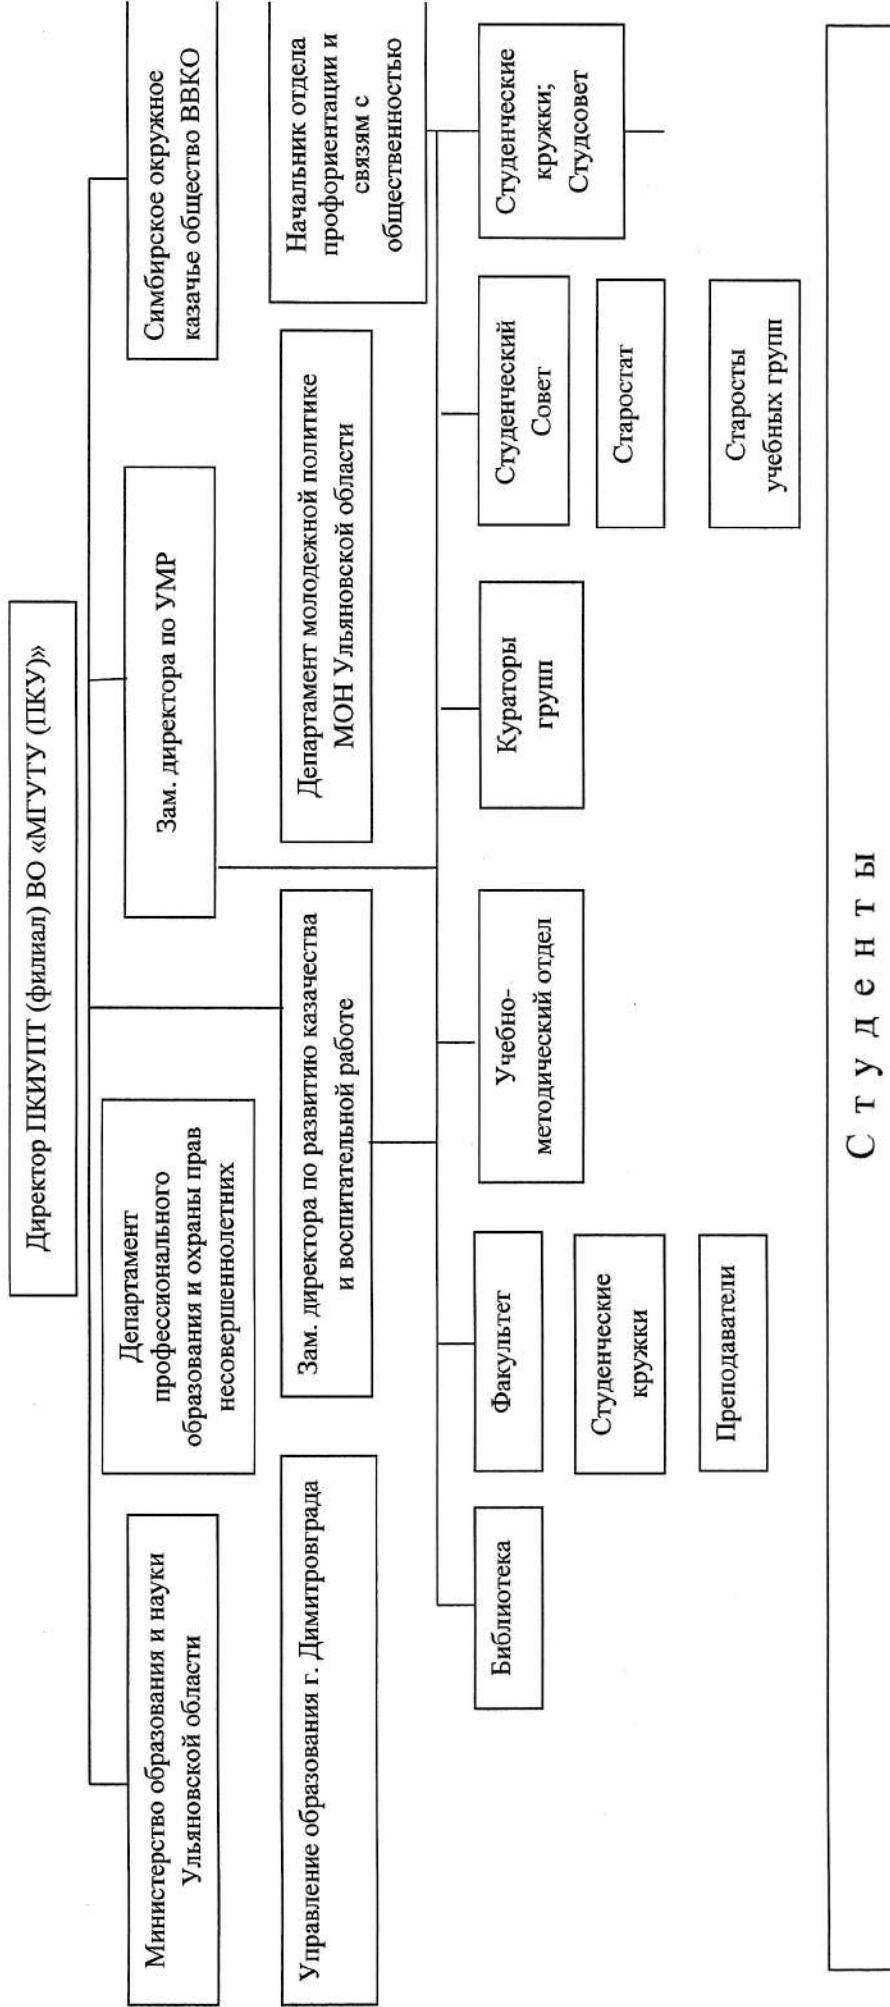 Директор ПКИУПТ (филиал) ВО «МГУТУ (ПКУ)»
Министерство образования и науки
Ульяновской области
Департамент
профессионального
образования и охраны прав
несовершеннолетних
Зам. директора по УМР
Симбирское окружное
казачье общество ВВКО
Управление образования г. Димитровграда
Зам. директора по развитию казачества
и воспитательной работе
Департамент молодежной политике
МОН Ульяновской области
Начальник отдела
профориентации и
связям с
общественностью
Библиотека
Факультет
Студенческие
кружки
Преподаватели
Учебно-
методический отдел
Кураторы
групп
Студенческий
Совет
Старостат
Старосты
учебных групп
Студенческие
кружки;
Студсовет
Студенты